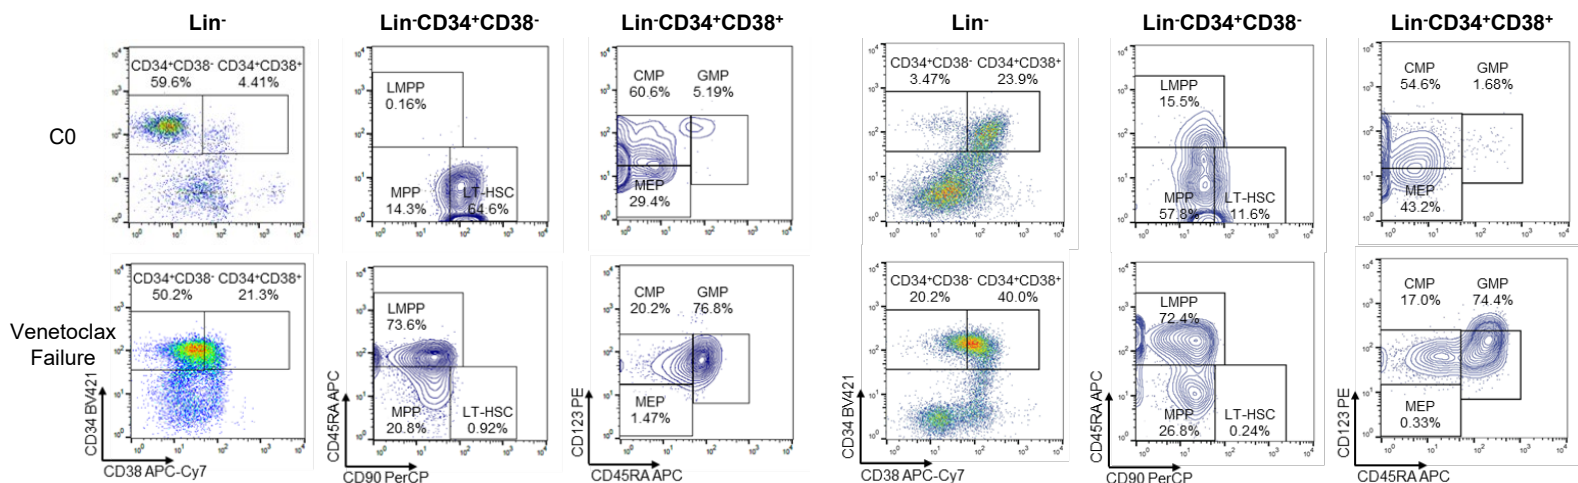 Lin-
Lin-CD34+CD38-
Lin-CD34+CD38+
Lin-
Lin-CD34+CD38-
Lin-CD34+CD38+
C0
CD34+CD38- CD34+CD38+
59.6% 4.41%
LMPP
0.16%
MPP
14.3%
LT-HSC
64.6%
CMP
60.6%
GMP
5.19%
MEP
29.4%
CD34+CD38- CD34+CD38+
3.47% 23.9%
LMPP
15.5%
MPP
57.8%
LT-HSC
11.6%
CMP
54.6%
GMP
1.68%
MEP
43.2%
Venetoclax
Failure
CD34+CD38- CD34+CD38+
50.2% 21.3%
CD34 BV421
CD38 APC-Cy7
LMPP
73.6%
MPP
20.8%
LT-HSC
0.92%
CD45RA APC
CD90 PerCP
CMP
20.2%
GMP
76.8%
MEP
1.47%
CD123 PE
CD45RA APC
CD34+CD38- CD34+CD38+
20.2% 40.0%
CD34 BV421
CD38 APC-Cy7
LMPP
72.4%
MPP
26.8%
LT-HSC
0.24%
CD45RA APC
CD90 PerCP
CMP
17.0%
GMP
74.4%
MEP
0.33%
CD123 PE
CD45RA APC